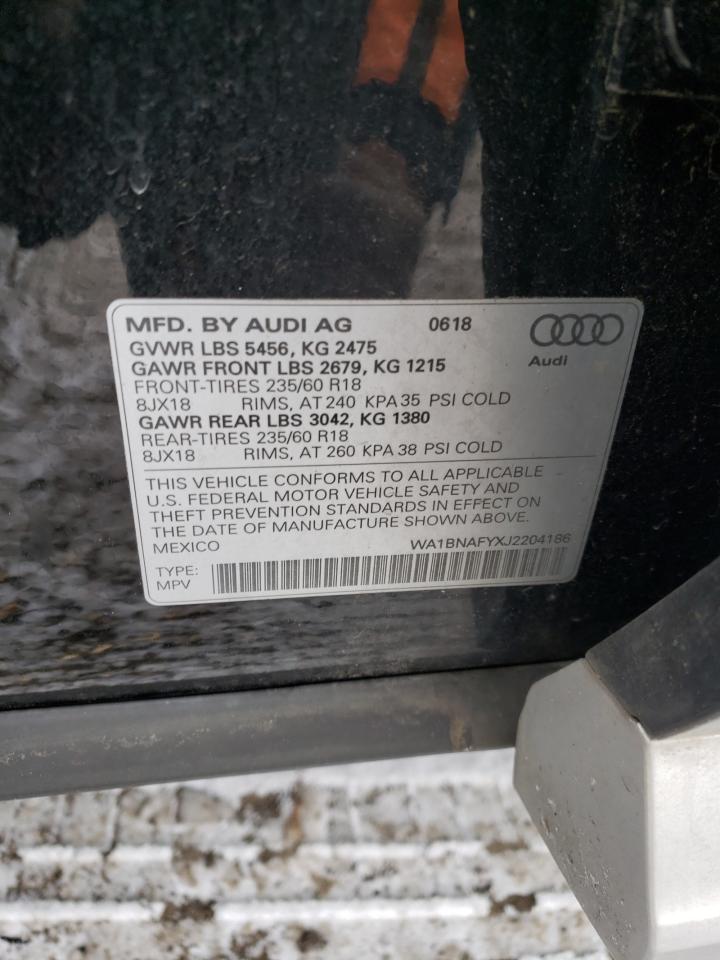 MFD. BY AUDI AG 0618
GVWR LBS 5456, KG 2475
Audi
GAWR FRONT LBS 2679, KG 1215
FRONT-TIRES 235/60 R18
8JX18 RIMS, AT 240 KPA 35 PSI COLD
GAWR REAR LBS 3042, KG 1380
REAR-TIRES 235/60 R18
8JX18 RIMS, AT 260 KPA 38 PSI COLD
THIS VEHICLE CONFORMS TO ALL APPLICABLE
U.S. FEDERAL MOTOR VEHICLE SAFETY AND
THEFT PREVENTION STANDARDS IN EFFECT ON
THE DATE OF MANUFACTURE SHOWN ABOVE.
MEXICO WA1BNAFYXJ2204186
TYPE:
MPV